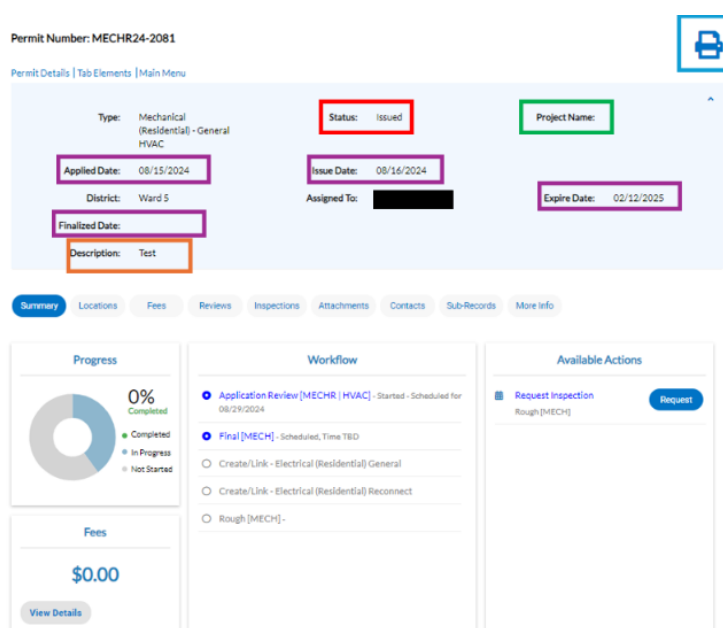 Permit Number: MECHR24-2081
Permit Details | Tab Elements | Main Menu
Type: Mechanical (Residential) - General HVAC
Status: Issued
Project Name:
Applied Date: 08/15/2024
Issue Date: 08/16/2024
District: Ward 5
Assigned To:
Expire Date: 02/12/2025
Finalized Date:
Description: Test
Summary Locations Fees Reviews Inspections Attachments Contacts Sub-Records More Info
Progress
0%
Completed
Completed
In Progress
Not Started
Fees
$0.00
View Details
Workflow
Application Review [MECHR | HVAC] - Started - Scheduled for
08/29/2024
Final [MECH] - Scheduled, Time TBD
Create/Link - Electrical (Residential) General
Create/Link - Electrical (Residential) Reconnect
Rough [MECH] -
Available Actions
Request Inspection
Rough [MECH]
Request